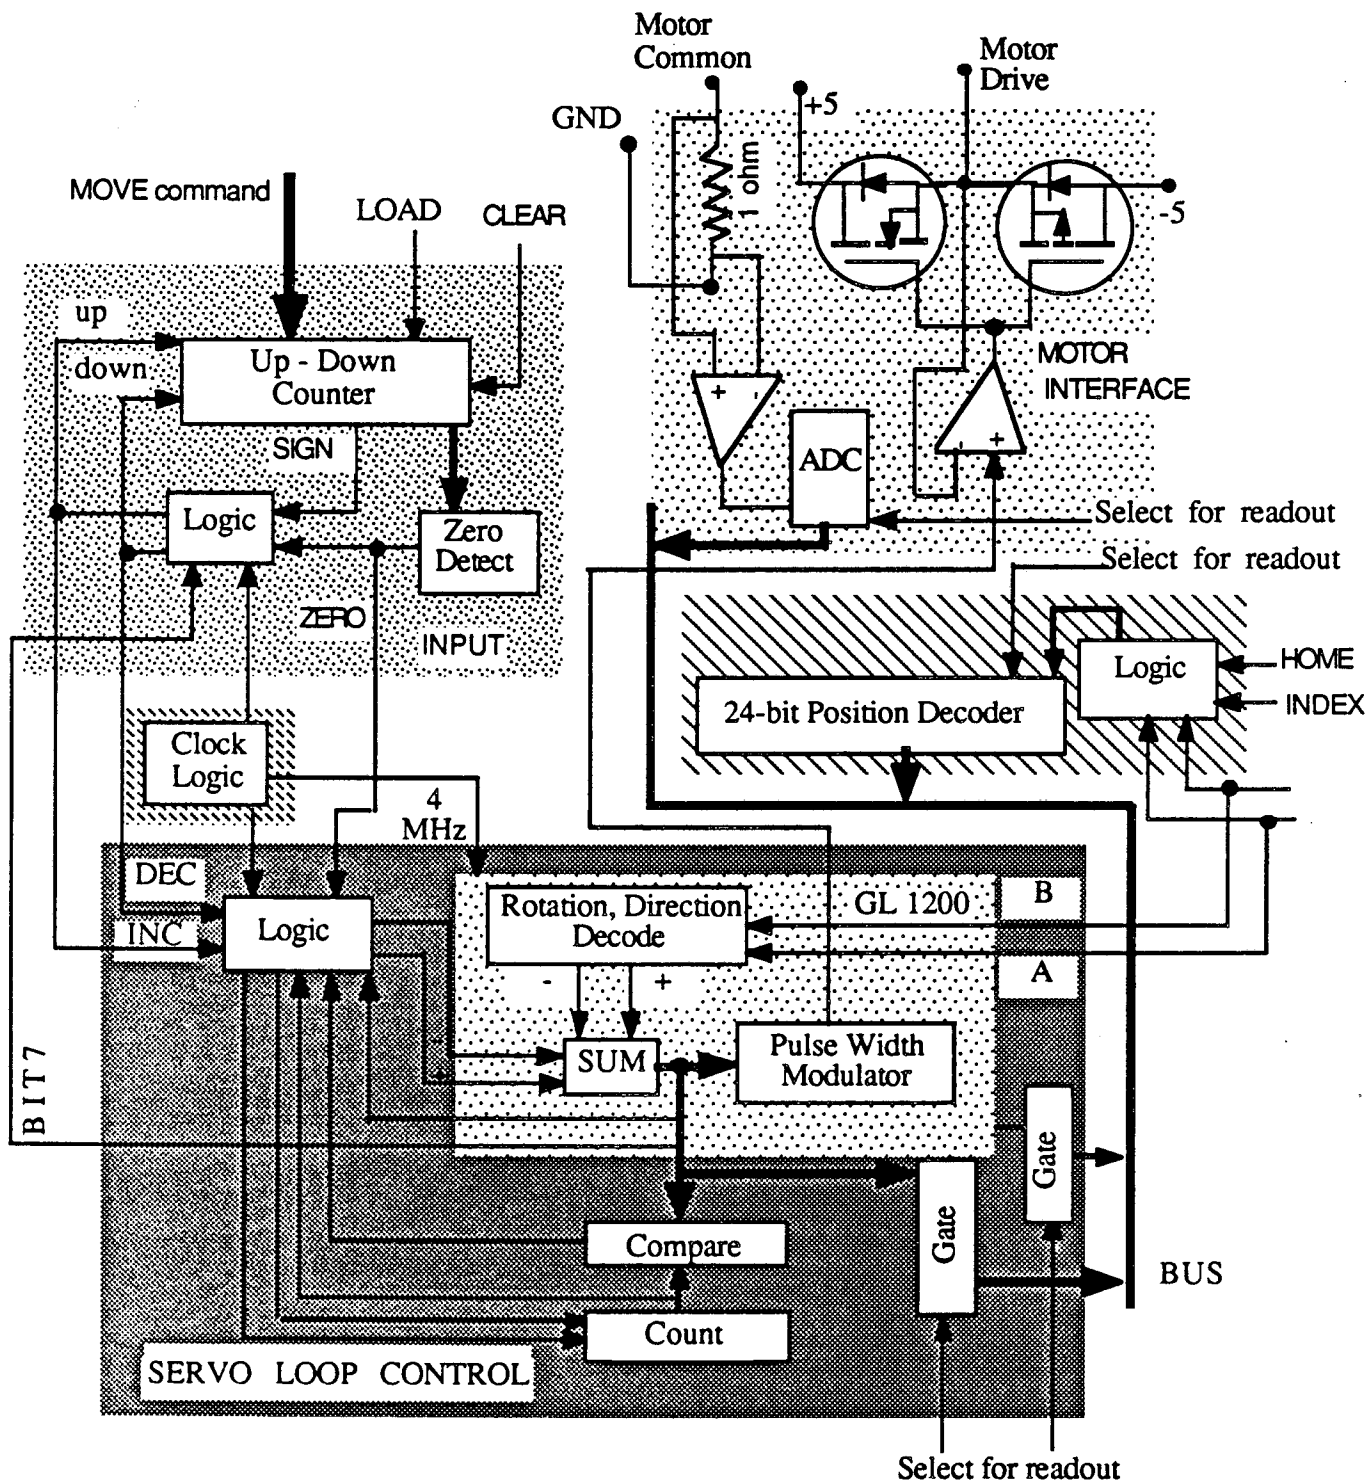 Motor
Common
Motor
Drive
+5
GND
1 ohm
-5
MOVE command
LOAD
CLEAR
up
down
Up - Down
Counter
SIGN
MOTOR
INTERFACE
+
-
ADC
-
+
Logic
Zero
Detect
Select for readout
Select for readout
ZERO
INPUT
Logic
HOME
INDEX
24-bit Position Decoder
Clock
Logic
4
MHz
DEC
INC
Logic
Rotation, Direction
Decode
GL 1200
B
A
-
+
SUM
Pulse Width
Modulator
-
+
BIT7
Gate
Gate
Compare
Count
BUS
SERVO LOOP CONTROL
Select for readout